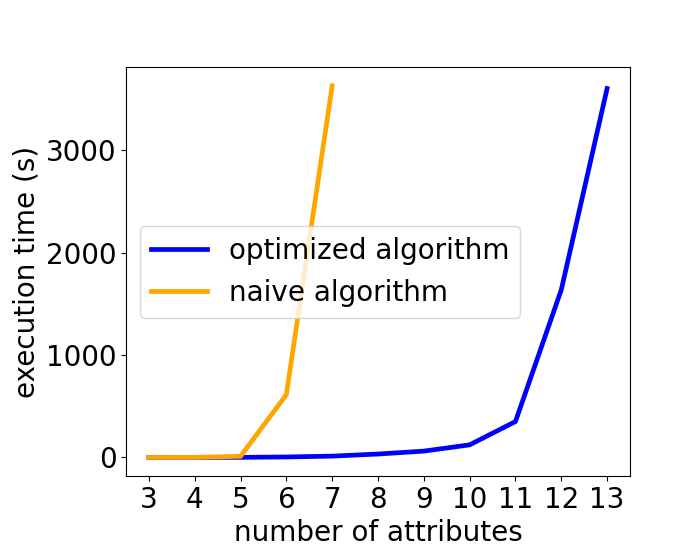 execution time (s)
3000
2000
1000
0
optimized algorithm
naive algorithm
3 4 5 6 7 8 9 10 11 12 13
number of attributes